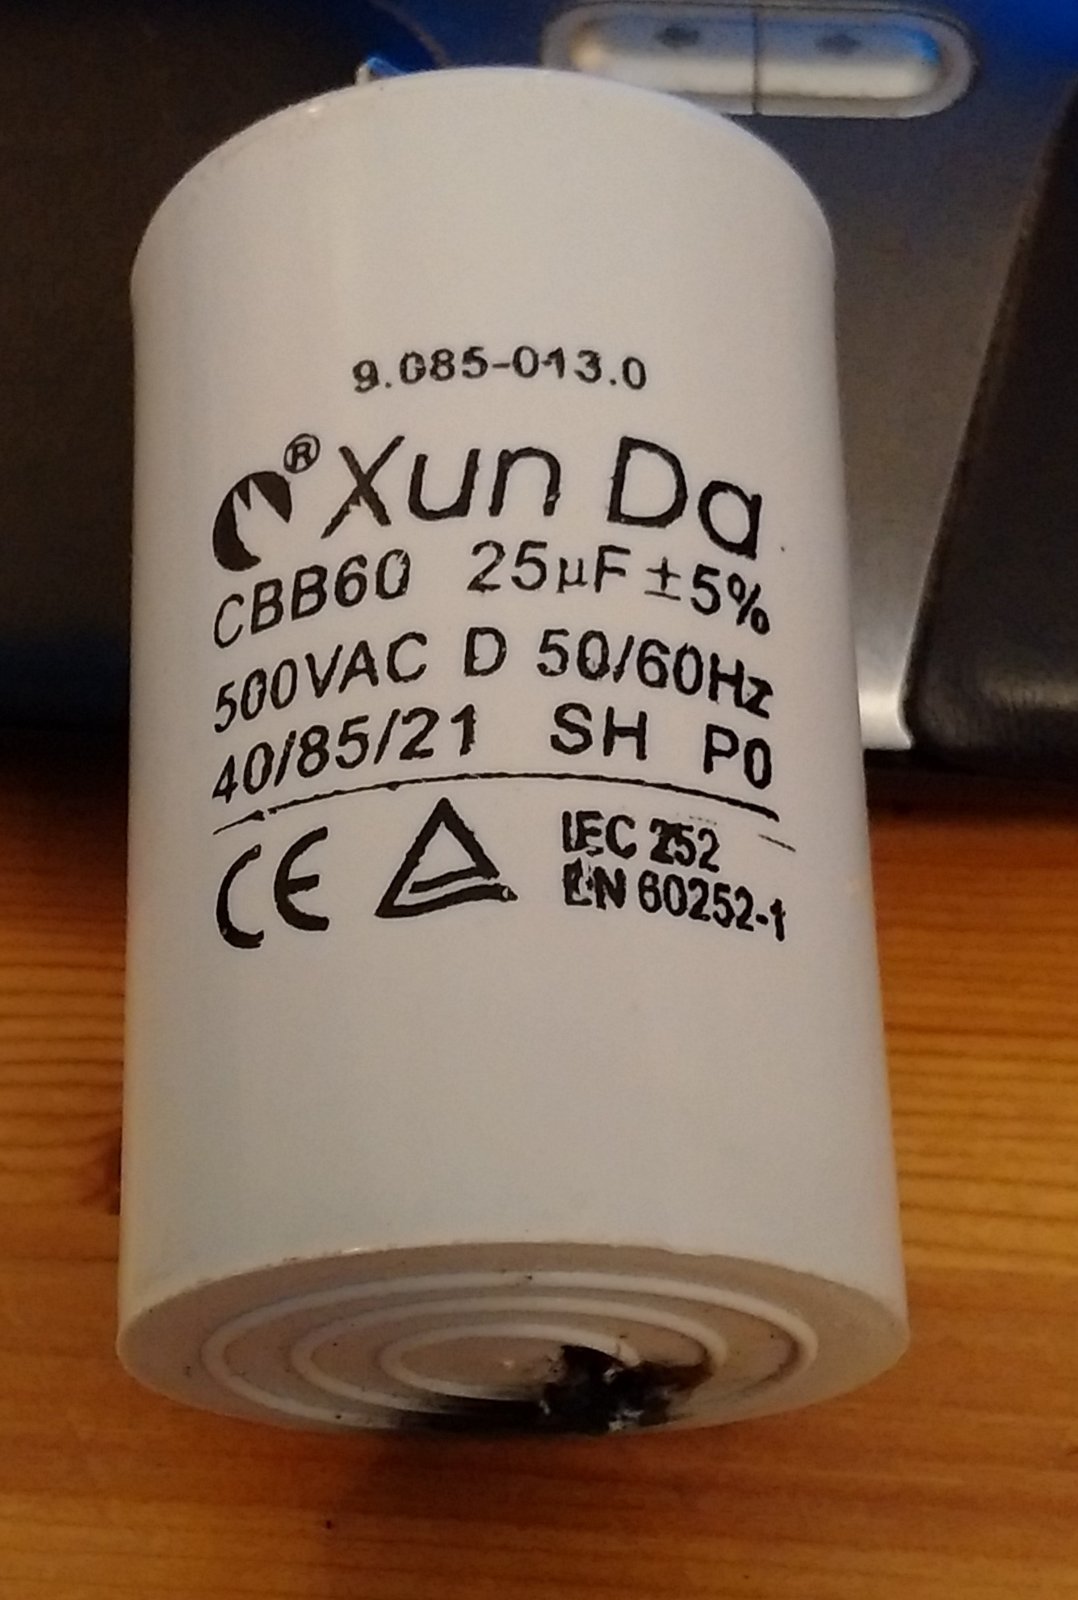 9.085-013.0
® Xun Da
CBB60 25µF ±5%
500VAC D 50/60Hz
40/85/21 SH P0
CE
IEC 252
EN 60252-1